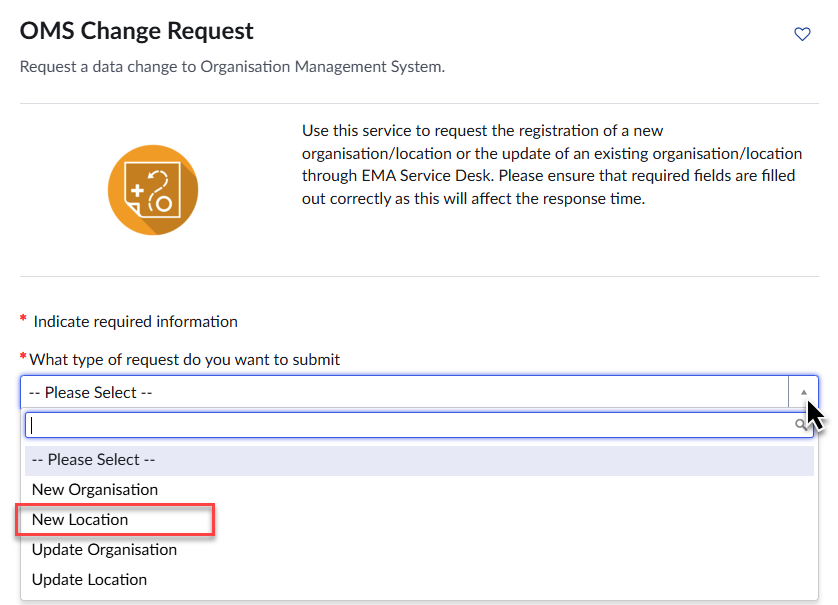 OMS Change Request
Request a data change to Organisation Management System.
Use this service to request the registration of a new
organisation/location or the update of an existing organisation/location
through EMA Service Desk. Please ensure that required fields are filled
out correctly as this will affect the response time.
* Indicate required information
* What type of request do you want to submit
-- Please Select --
-- Please Select --
New Organisation
New Location
Update Organisation
Update Location